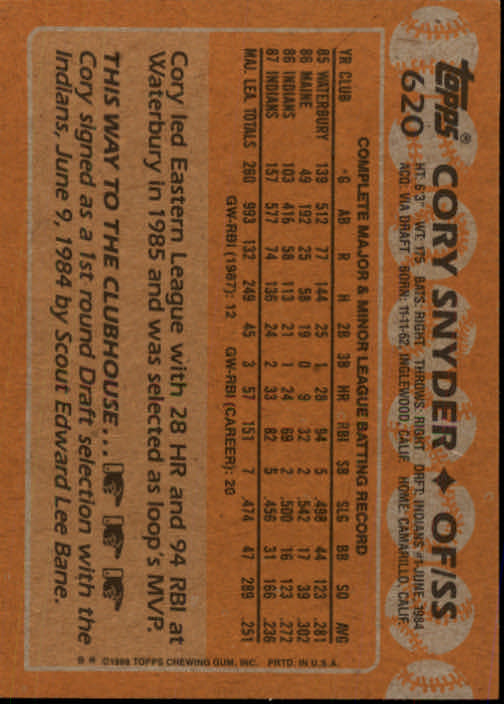 topps®
620
CORY SNYDER ♦ OF/SS
HT: 6'3" WT: 175 BATS: RIGHT THROWS: RIGHT DRFT: INDIANS #1-JUNE, 1984
ACQ: VIA DRAFT BORN: 11-11-62, INGLEWOOD, CALIF. HOME: CAMARILLO, CALIF.
COMPLETE MAJOR & MINOR LEAGUE BATTING RECORD
YR CLUB G AB R H 2B 3B HR RBI SB SLG BB SO AVG
85 WATERBURY 139 512 77 144 25 1 28 94 5 .498 44 123 .281
86 MAINE 49 192 25 58 19 0 9 32 2 .542 17 39 .302
86 INDIANS 103 416 58 113 21 1 24 69 2 .500 16 123 .272
87 INDIANS 157 577 74 136 24 2 33 82 5 .456 31 166 .236
MAJ. LEA. TOTALS 260 993 132 249 45 3 57 151 7 .474 47 289 .251
GW-RBI (1987): 12 GW-RBI (CAREER): 20
Cory led Eastern League with 28 HR and 94 RBI at
Waterbury in 1985 and was selected as loop's MVP.
THIS WAY TO THE CLUBHOUSE...
Cory signed as a 1st round Draft selection with the
Indians, June 9, 1984 by Scout Edward Lee Bane.
©1988 TOPPS CHEWING GUM, INC. PRTD. IN U.S.A.